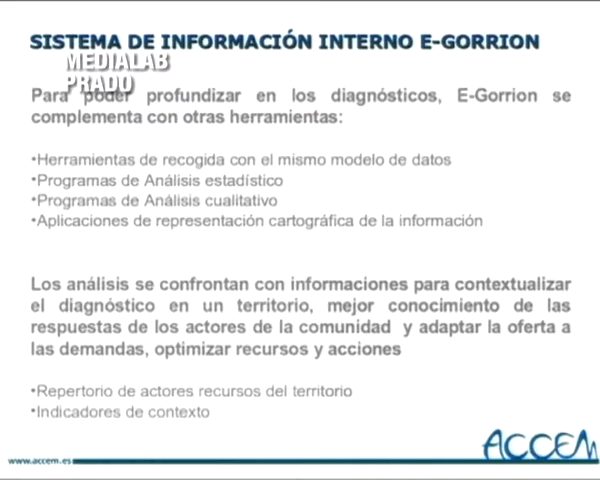 SISTEMA DE INFORMACIÓN INTERNO E-GORRION
MEDIALAB
PRADO
Para poder profundizar en los diagnósticos, E-Gorrion se
complementa con otras herramientas:
•Herramientas de recogida con el mismo modelo de datos
•Programas de Análisis estadístico
•Programas de Análisis cualitativo
•Aplicaciones de representación cartográfica de la información
Los análisis se confrontan con informaciones para contextualizar
el diagnóstico en un territorio, mejor conocimiento de las
respuestas de los actores de la comunidad y adaptar la oferta a
las demandas, optimizar recursos y acciones
•Repertorio de actores recursos del territorio
•Indicadores de contexto
ACCEM
www.accem.es